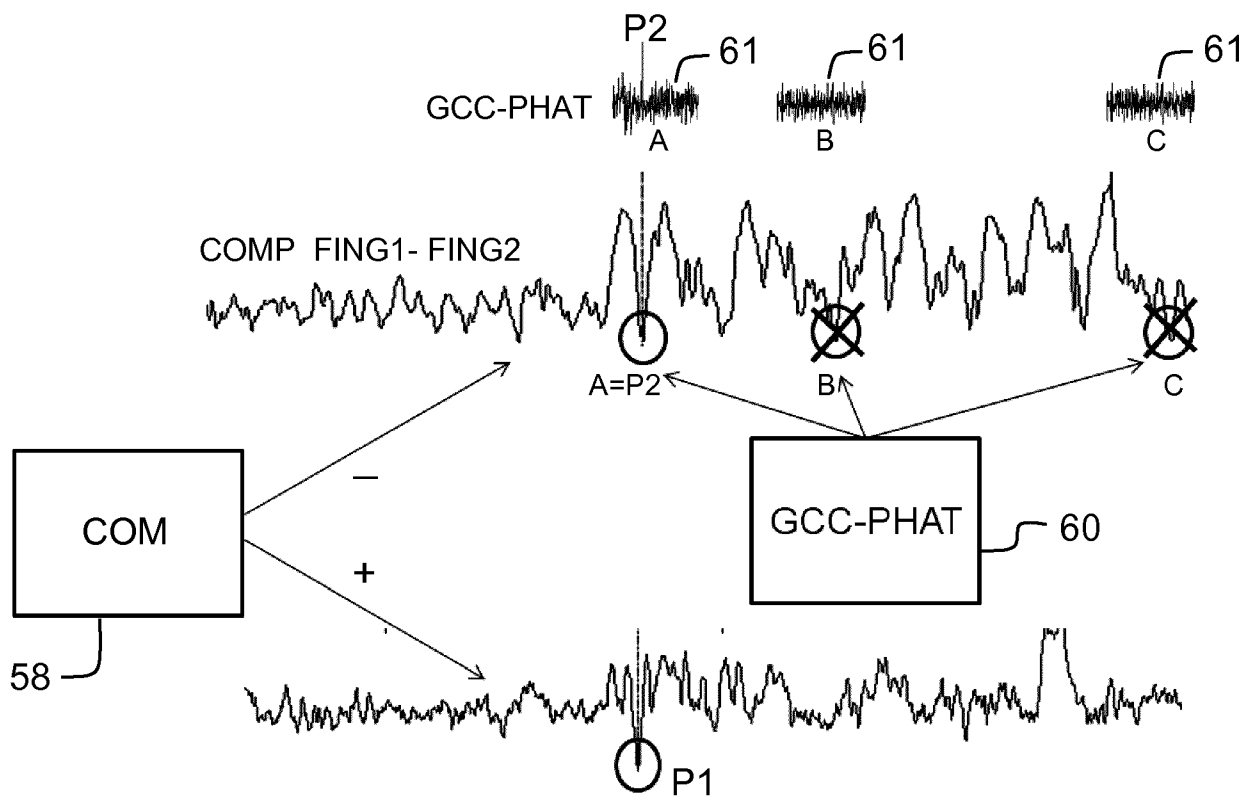 P2
61 61 61
GCC-PHAT
A B C
COMP FING1- FING2
A=P2 B C
—
COM
GCC-PHAT
60
+
58
P1